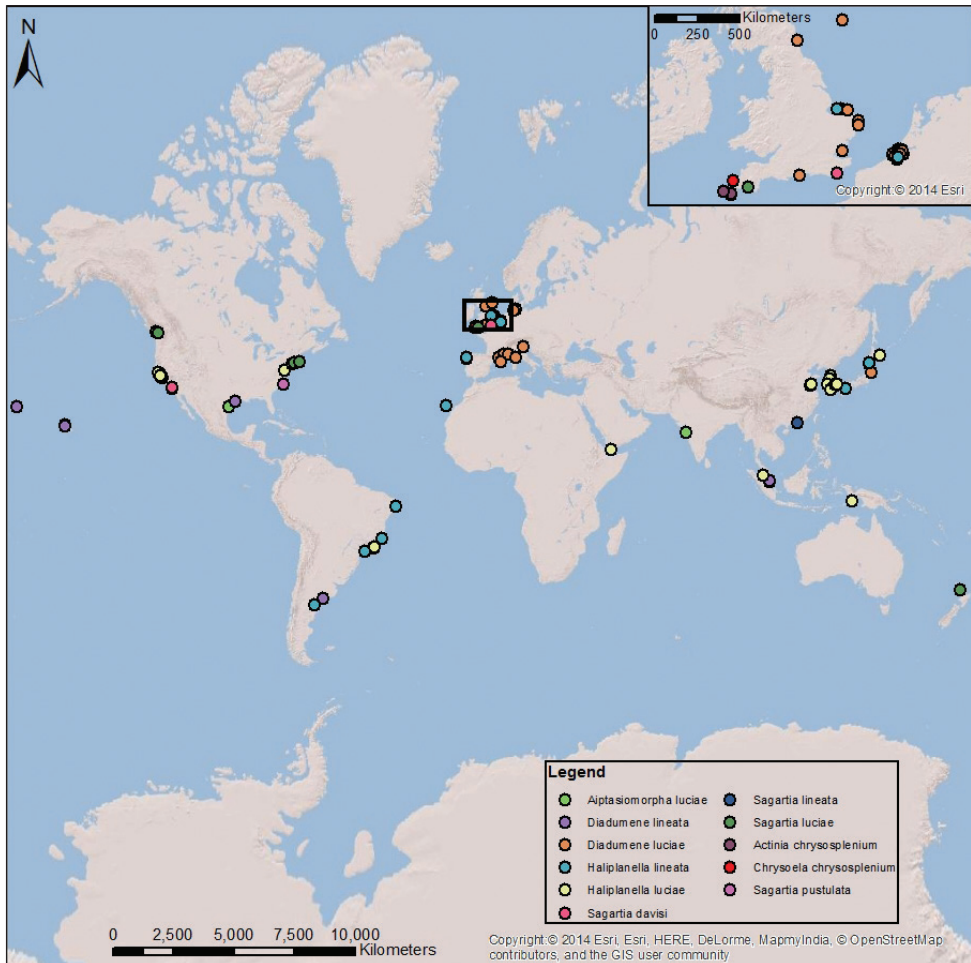 N
Kilometers
0 250 500
Copyright:© 2014 Esri
Legend
Aiptasiomorpha luciae
Diadumene lineata
Diadumene luciae
Haliplanella lineata
Haliplanella luciae
Sagartia davisi
Sagartia lineata
Sagartia luciae
Actinia chrysosplenium
Chrysoela chrysosplenium
Sagartia pustulata
0 2,500 5,000 7,500 10,000
Kilometers
Copyright:© 2014 Esri, Esri, HERE, DeLorme, MapmyIndia, © OpenStreetMap
contributors, and the GIS user community